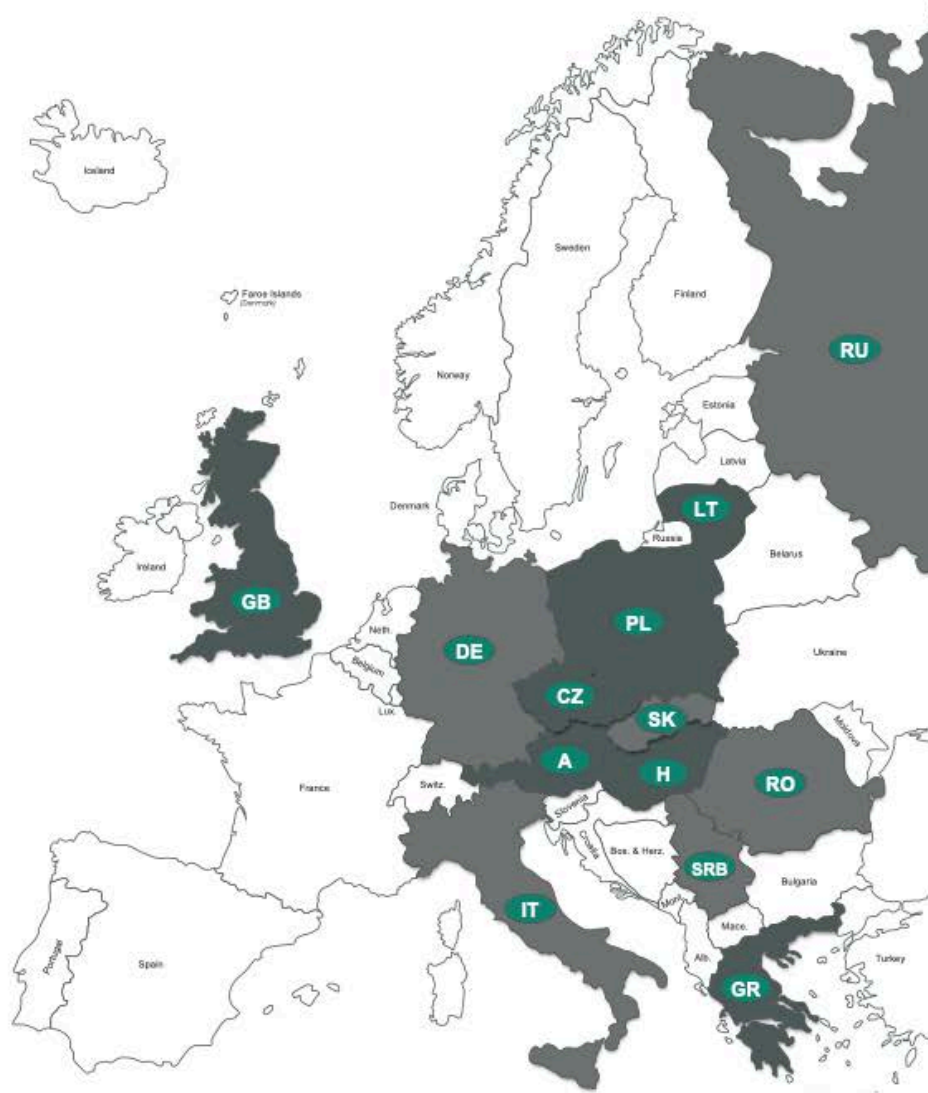 Iceland
Faroe Islands
(Denmark)
Sweden
Finland
Norway
RU
Estonia
Latvia
Denmark
LT
Russia
Belarus
Ireland
GB
Neth.
PL
DE
Belgium
Ukraine
CZ
Lux.
SK
Moldova
A
H
Switz.
RO
France
Slovenia
Croatia
Bos. & Herz.
SRB
Bulgaria
Mont.
IT
Mace.
Portugal
Spain
Alb.
Turkey
GR